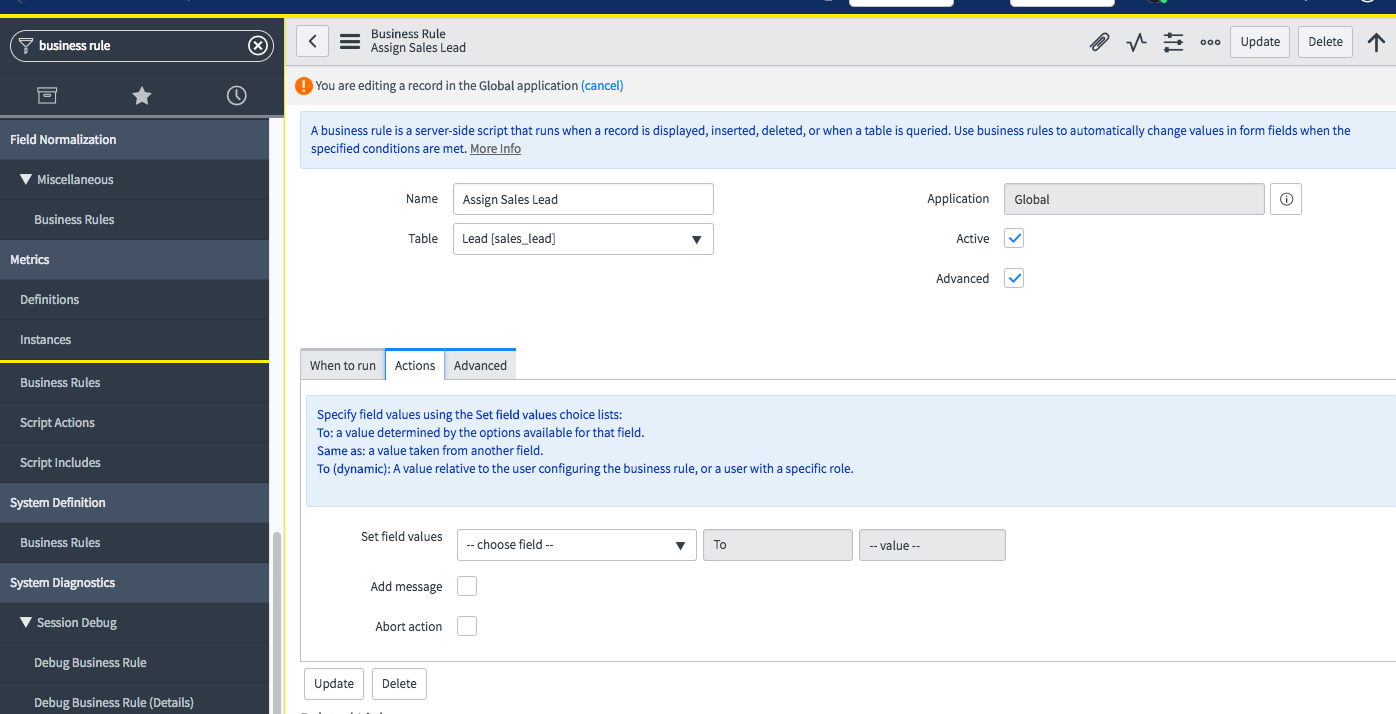 business rule
Field Normalization
Miscellaneous
Business Rules
Metrics
Definitions
Instances
Business Rules
Script Actions
Script Includes
System Definition
Business Rules
System Diagnostics
Session Debug
Debug Business Rule
Debug Business Rule (Details)
Business Rule
Assign Sales Lead
Update
Delete
You are editing a record in the Global application (cancel)
A business rule is a server-side script that runs when a record is displayed, inserted, deleted, or when a table is queried. Use business rules to automatically change values in form fields when the
specified conditions are met. More Info
Name Assign Sales Lead
Application Global
Table Lead [sales_lead]
Active
Advanced
When to run Actions Advanced
Specify field values using the Set field values choice lists:
To: a value determined by the options available for that field.
Same as: a value taken from another field.
To (dynamic): A value relative to the user configuring the business rule, or a user with a specific role.
Set field values -- choose field -- To -- value --
Add message
Abort action
Update Delete